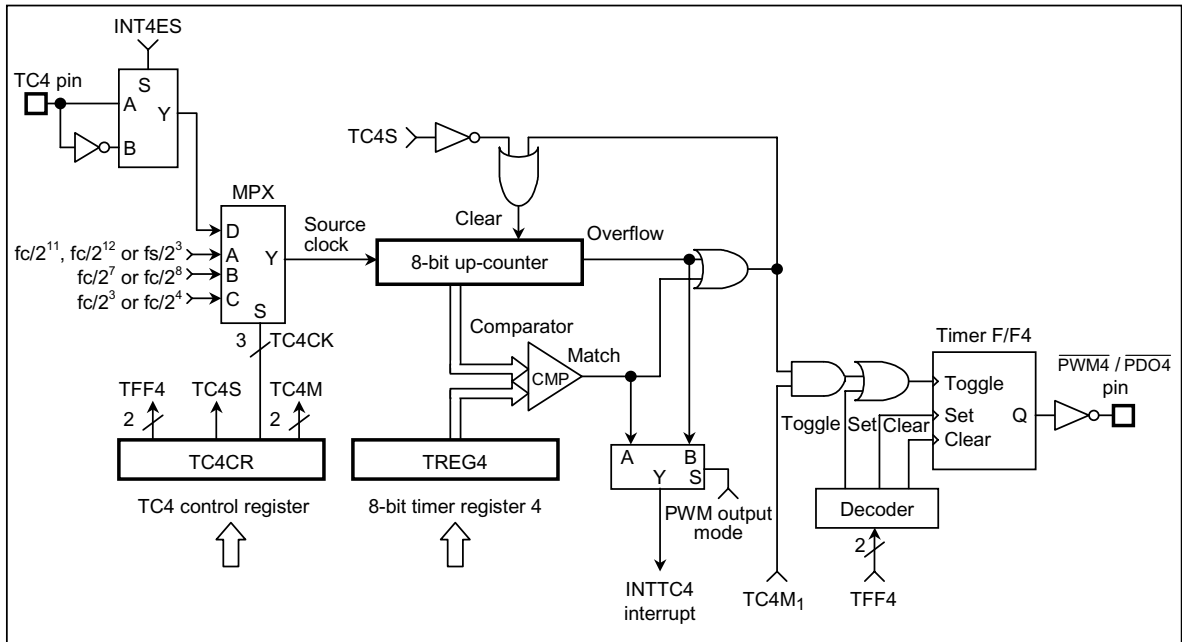 INT4ES
TC4 pin
S
A
Y
B
TC4S
MPX
D
fc/2¹¹, fc/2¹² or fs/2³
A
Y
fc/2⁷ or fc/2⁸
B
fc/2³ or fc/2⁴
C
S
Source
clock
Clear
8-bit up-counter
Overflow
3
TC4CK
Comparator
CMP
Match
TFF4
TC4S
TC4M
2
2
TC4CR
TC4 control register
TREG4
8-bit timer register 4
A
B
Y
S
PWM output
mode
INTTC4
interrupt
TC4M₁
Toggle
Set
Clear
Timer F/F4
Toggle
Set
Clear
Q
PWM4 / PDO4
pin
Decoder
2
TFF4